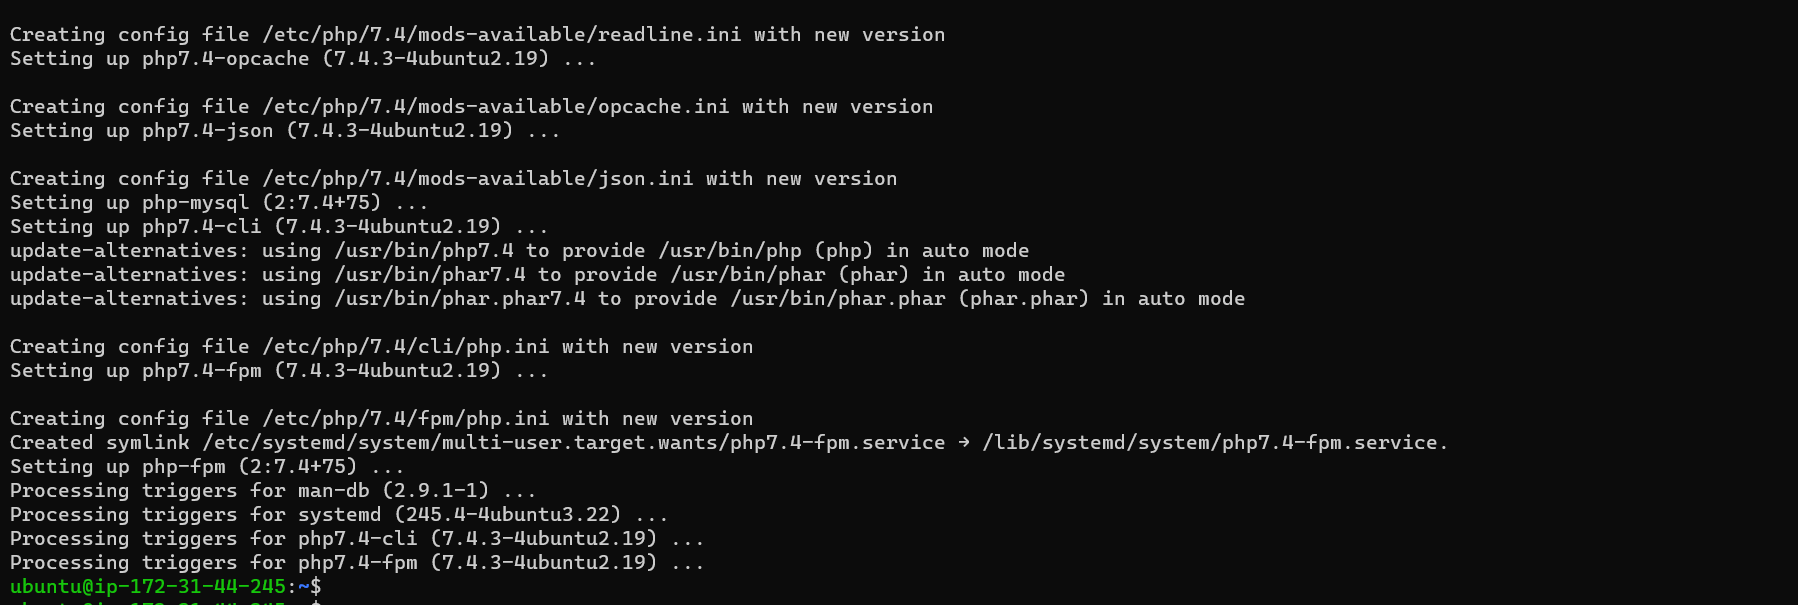 Creating config file /etc/php/7.4/mods-available/readline.ini with new version
Setting up php7.4-opcache (7.4.3-4ubuntu2.19) ...
Creating config file /etc/php/7.4/mods-available/opcache.ini with new version
Setting up php7.4-json (7.4.3-4ubuntu2.19) ...
Creating config file /etc/php/7.4/mods-available/json.ini with new version
Setting up php-mysql (2:7.4+75) ...
Setting up php7.4-cli (7.4.3-4ubuntu2.19) ...
update-alternatives: using /usr/bin/php7.4 to provide /usr/bin/php (php) in auto mode
update-alternatives: using /usr/bin/phar7.4 to provide /usr/bin/phar (phar) in auto mode
update-alternatives: using /usr/bin/phar.phar7.4 to provide /usr/bin/phar.phar (phar.phar) in auto mode
Creating config file /etc/php/7.4/cli/php.ini with new version
Setting up php7.4-fpm (7.4.3-4ubuntu2.19) ...
Creating config file /etc/php/7.4/fpm/php.ini with new version
Created symlink /etc/systemd/system/multi-user.target.wants/php7.4-fpm.service → /lib/systemd/system/php7.4-fpm.service.
Setting up php-fpm (2:7.4+75) ...
Processing triggers for man-db (2.9.1-1) ...
Processing triggers for systemd (245.4-4ubuntu3.22) ...
Processing triggers for php7.4-cli (7.4.3-4ubuntu2.19) ...
Processing triggers for php7.4-fpm (7.4.3-4ubuntu2.19) ...
ubuntu@ip-172-31-44-245:~$